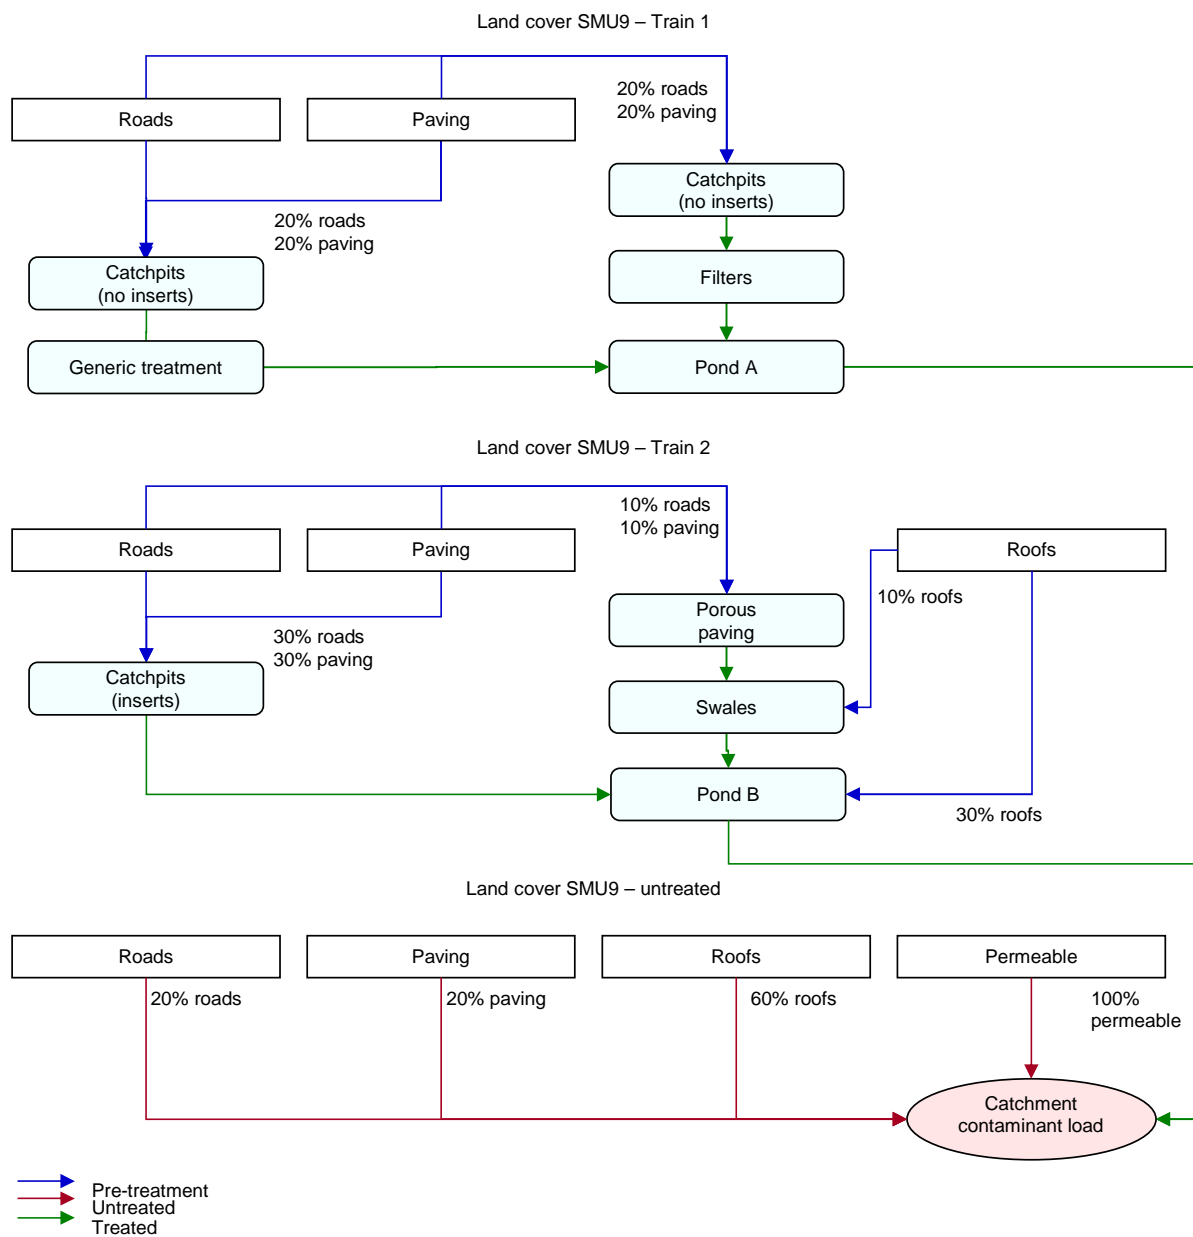 Land cover SMU9 – Train 1
Roads
Paving
20% roads
20% paving
Catchpits
(no inserts)
20% roads
20% paving
Catchpits
(no inserts)
Filters
Generic treatment
Pond A
Land cover SMU9 – Train 2
Roads
Paving
10% roads
10% paving
Roofs
10% roofs
Porous
paving
30% roads
30% paving
Catchpits
(inserts)
Swales
Pond B
30% roofs
Land cover SMU9 – untreated
Roads
Paving
Roofs
Permeable
20% roads
20% paving
60% roofs
100%
permeable
Catchment
contaminant load
Pre-treatment
Untreated
Treated